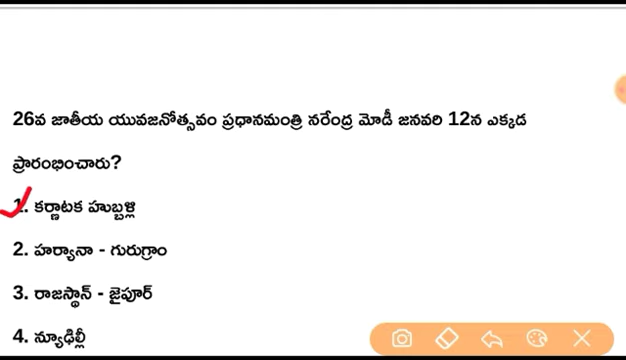 26వ జాతీయ యువజనోత్సవం ప్రధానమంత్రి నరేంద్ర మోడీ జనవరి 12న ఎక్కడ
ప్రారంభించారు?
1. కర్ణాటక హుబ్బళ్లి
2. హర్యానా - గురుగ్రాం
3. రాజస్థాన్ - జైపూర్
4. న్యూఢిల్లీ